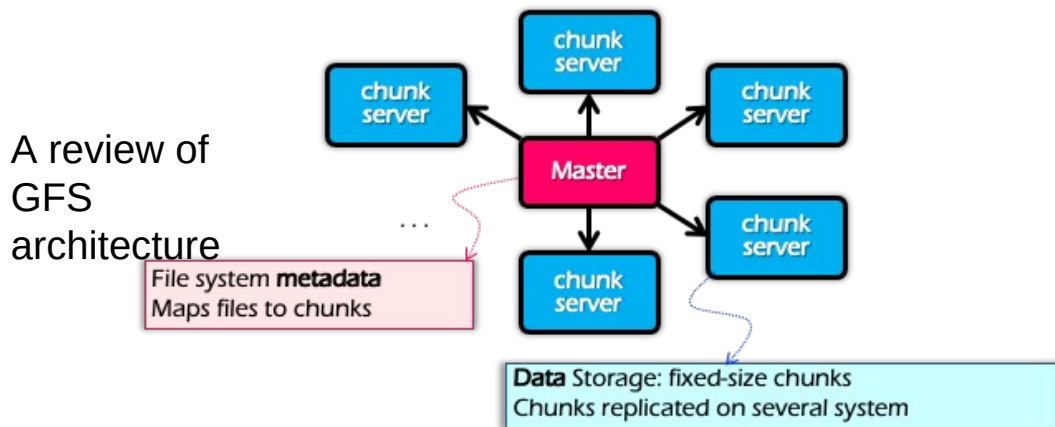 chunk
server
chunk
server
chunk
server
A review of
GFS
architecture
Master
...
chunk
server
chunk
server
File system metadata
Maps files to chunks
Data Storage: fixed-size chunks
Chunks replicated on several system